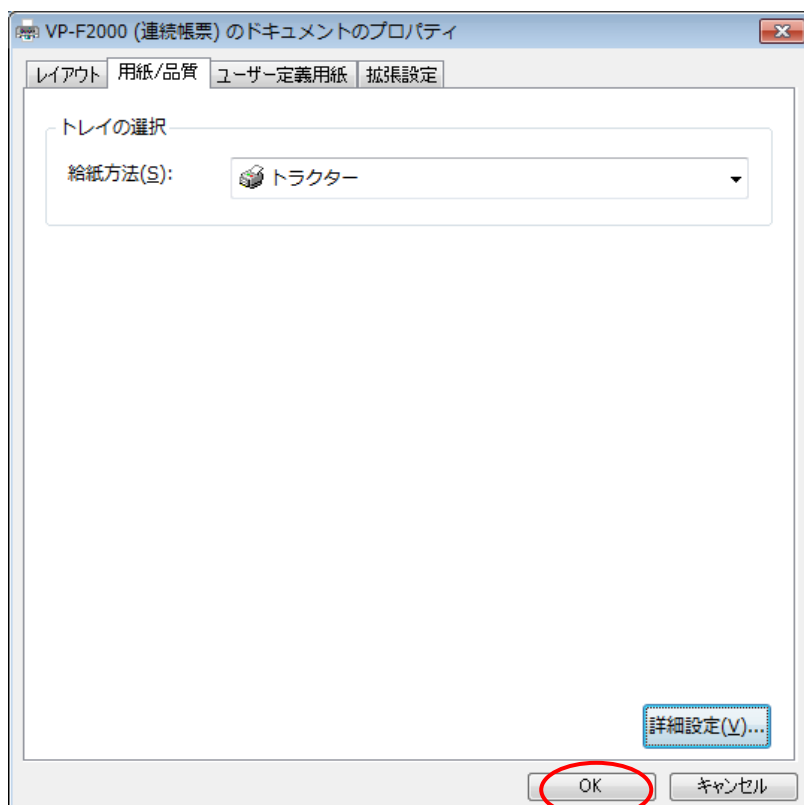 VP-F2000 (連続帳票) のドキュメントのプロパティ
レイアウト 用紙/品質 ユーザー定義用紙 拡張設定
トレイの選択
給紙方法(S): トラクター
詳細設定(V)...
OK キャンセル